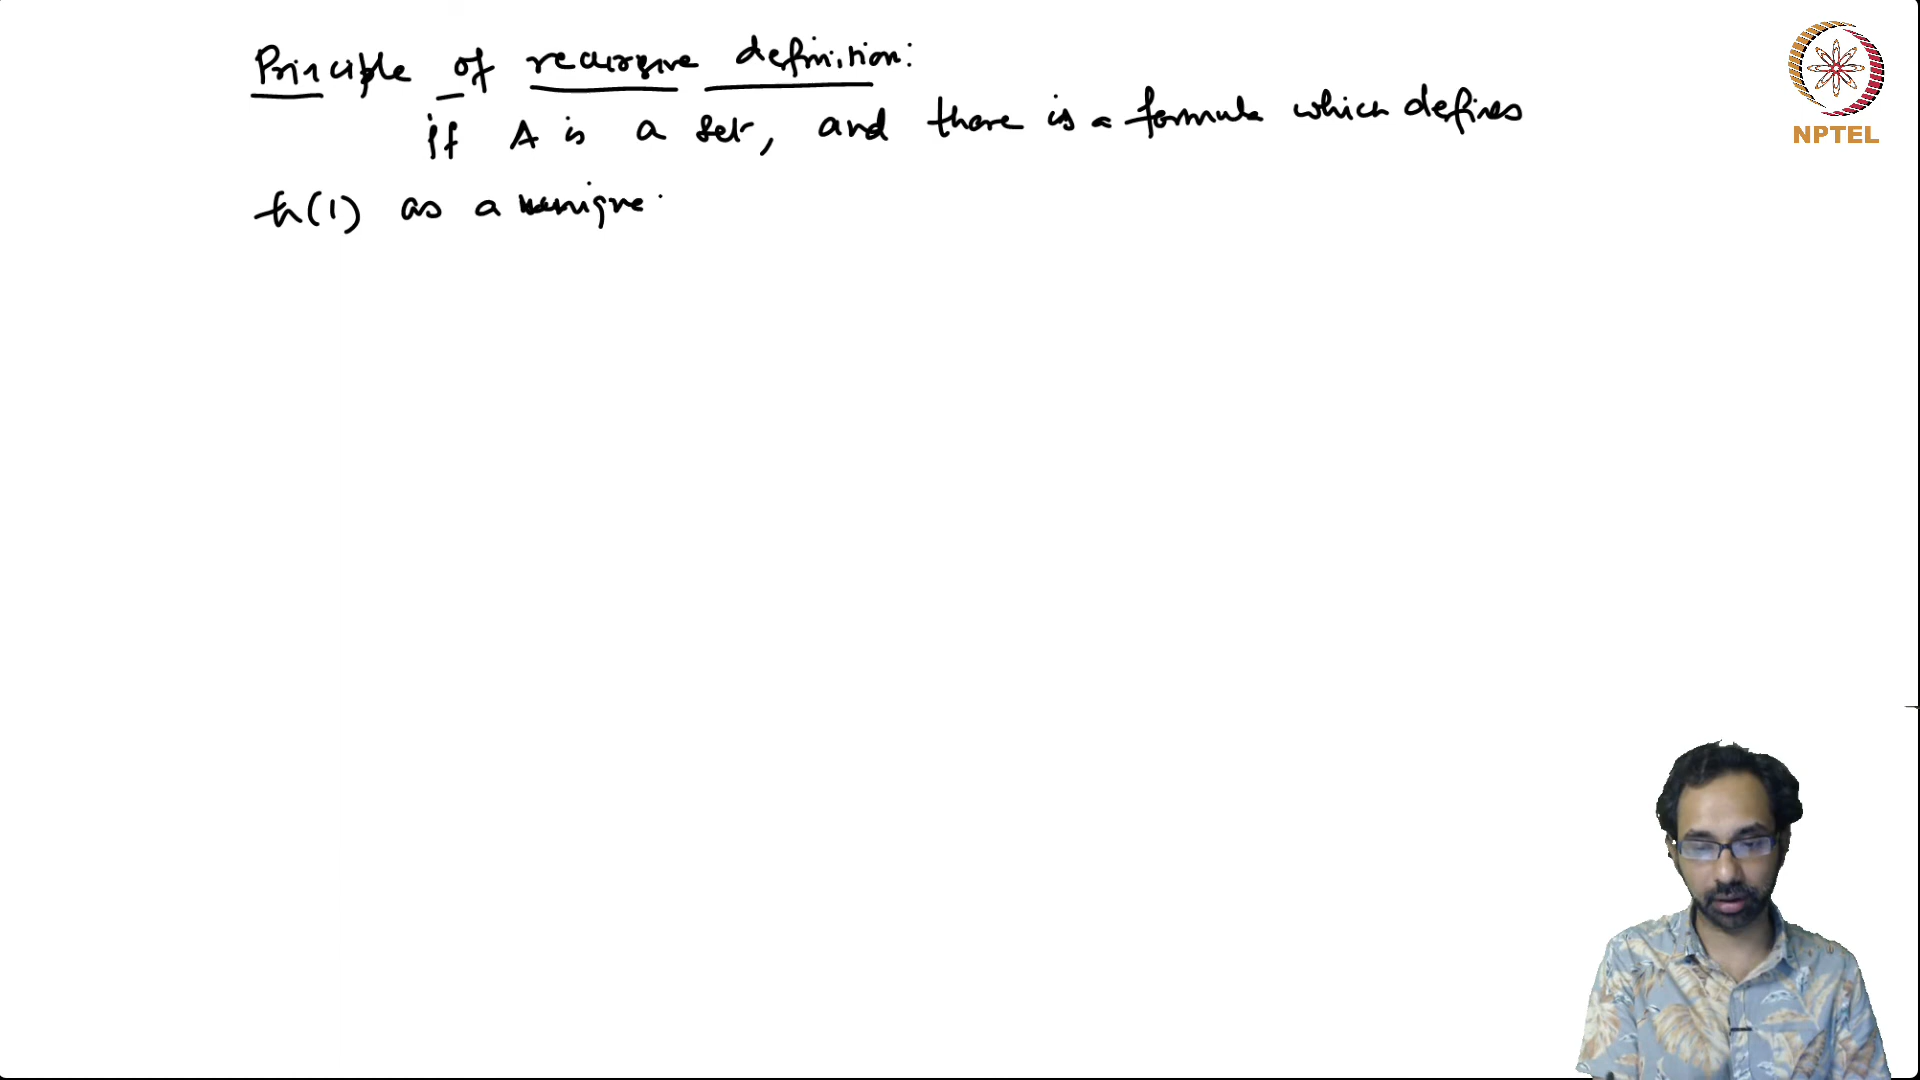 Principle of recursive definition:
if A is a set, and there is a formula which defines
h(1) as a unique
NPTEL